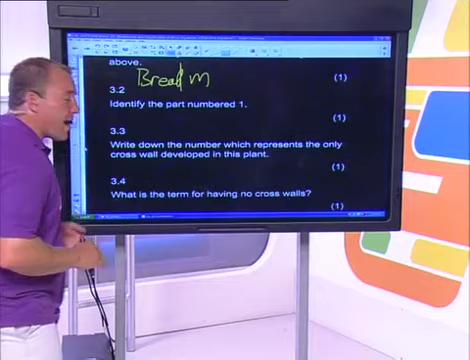 above.
Bread m
(1)
3.2
Identify the part numbered 1.
(1)
3.3
Write down the number which represents the only
cross wall developed in this plant.
(1)
3.4
What is the term for having no cross walls?
(1)